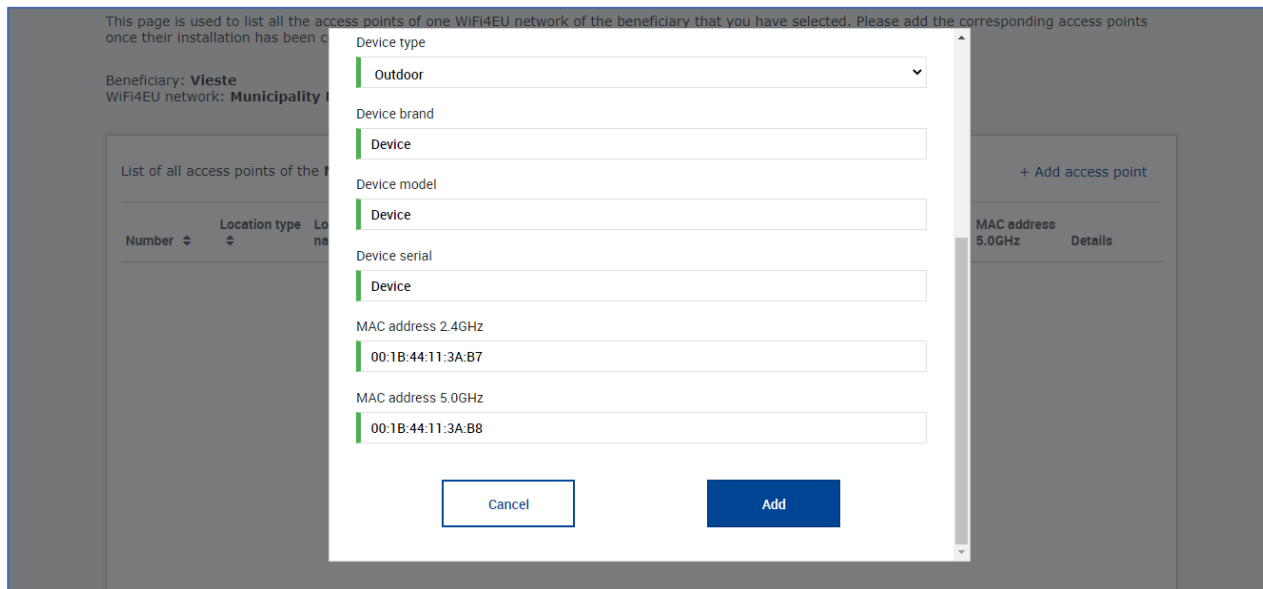 This page is used to list all the access points of one WiFi4EU network of the beneficiary that you have selected. Please add the corresponding access points
once their installation has been c
Beneficiary: Vieste
WiFi4EU network: Municipality
List of all access points of the
+ Add access point
Number
Location type
Lo
na
MAC address
5.0GHz
Details
Device type
Outdoor
Device brand
Device
Device model
Device
Device serial
Device
MAC address 2.4GHz
00:1B:44:11:3A:B7
MAC address 5.0GHz
00:1B:44:11:3A:B8
Cancel
Add